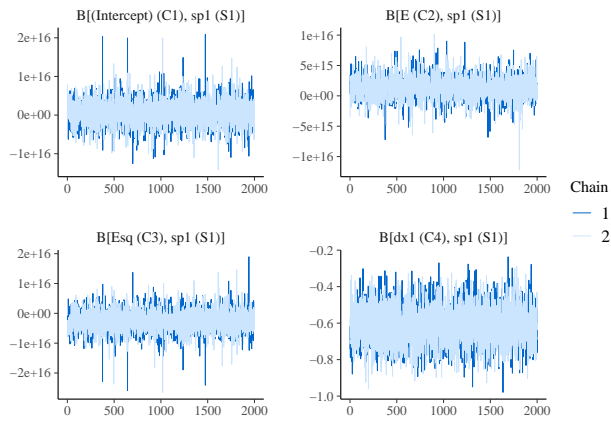 B[(Intercept) (C1), sp1 (S1)]
2e+16
1e+16
0e+00
−1e+16
0 500 1000 1500 2000
B[E (C2), sp1 (S1)]
1e+16
5e+15
0e+00
−5e+15
−1e+16
0 500 1000 1500 2000
Chain
1
2
B[Esq (C3), sp1 (S1)]
2e+16
1e+16
0e+00
−1e+16
−2e+16
0 500 1000 1500 2000
B[dx1 (C4), sp1 (S1)]
−0.2
−0.4
−0.6
−0.8
−1.0
0 500 1000 1500 2000